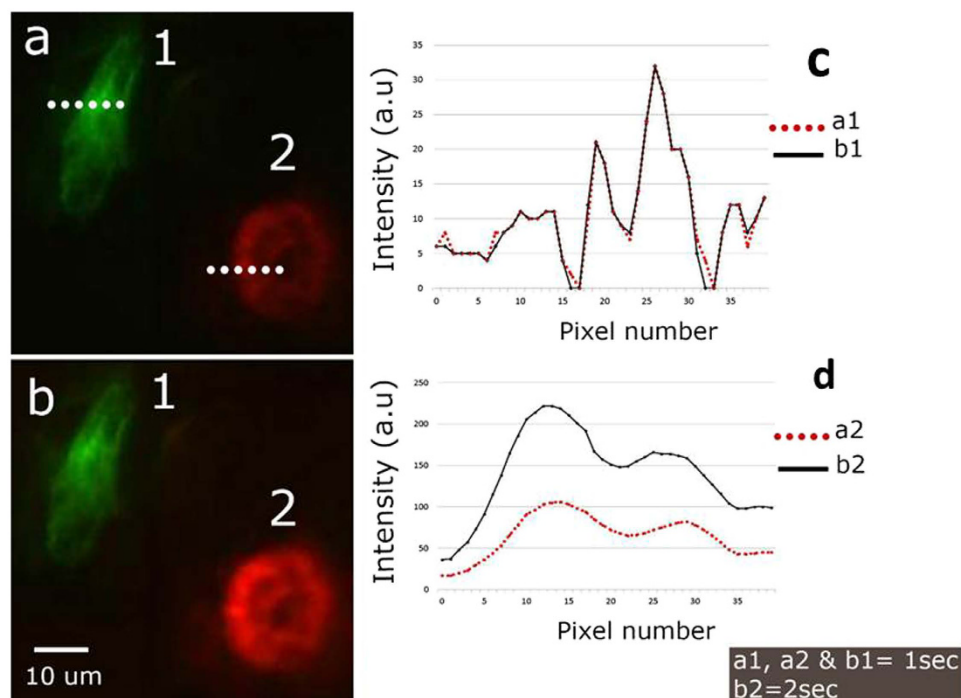 a
1
2
b
1
2
10 um
c
Intensity (a.u)
35
30
25
20
15
10
5
0
0 5 10 15 20 25 30 35
Pixel number
a1
b1
d
Intensity (a.u)
250
200
150
100
50
0
0 5 10 15 20 25 30 35
Pixel number
a2
b2
a1, a2 & b1= 1sec
b2=2sec